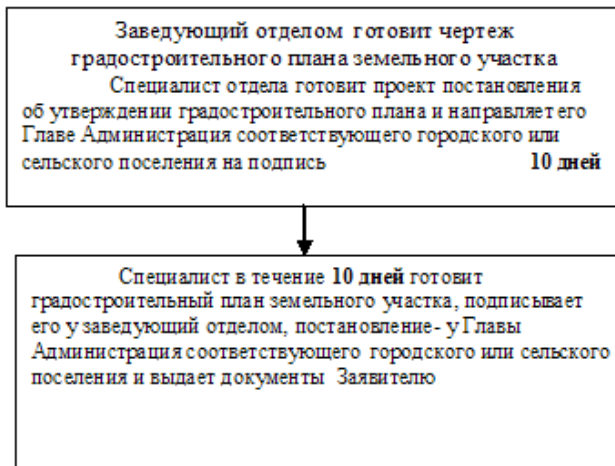 Заведующий отделом готовит чертеж
градостроительного плана земельного участка
Специалист отдела готовит проект постановления
об утверждении градостроительного плана и направляет его
Главе Администрация соответствующего городского или
сельского поселения на подпись 10 дней
Специалист в течение 10 дней готовит
градостроительный план земельного участка, подписывает
его у заведующий отделом, постановление- у Главы
Администрация соответствующего городского или сельского
поселения и выдает документы Заявителю